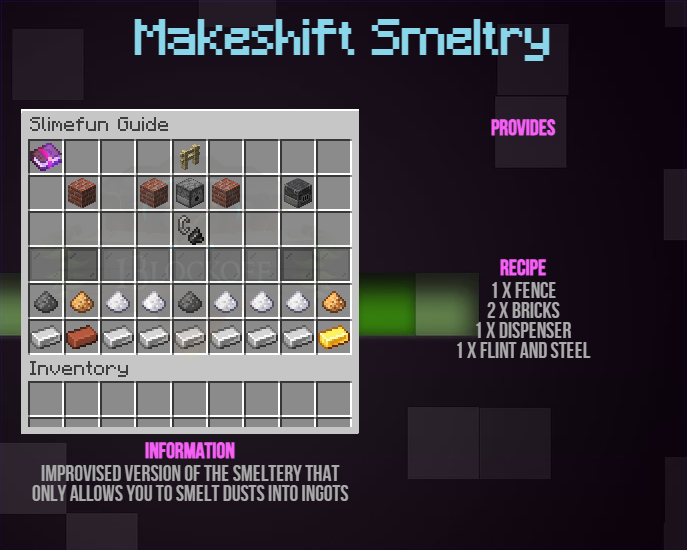 Makeshift Smeltry
Slimefun Guide
PROVIDES
RECIPE
1 X FENCE
2 X BRICKS
1 X DISPENSER
1 X FLINT AND STEEL
Inventory
INFORMATION
IMPROVISED VERSION OF THE SMELTERY THAT
ONLY ALLOWS YOU TO SMELT DUSTS INTO INGOTS